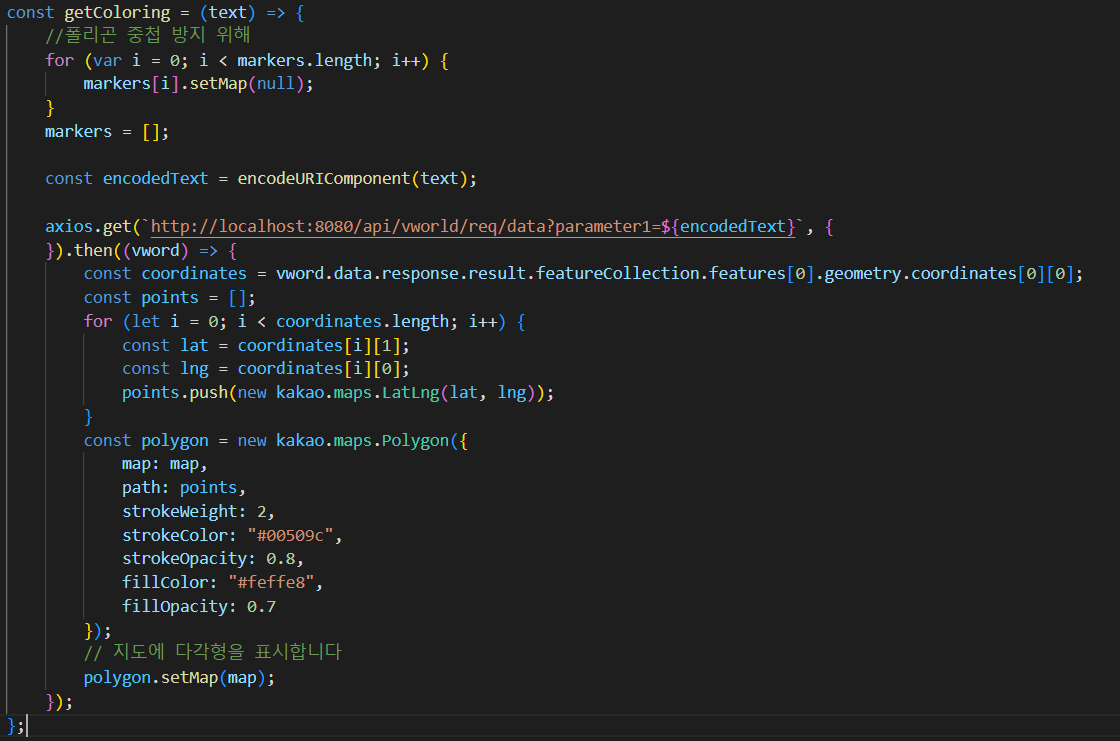 const getColoring = (text) => {
    //폴리곤 중첩 방지 위해
    for (var i = 0; i < markers.length; i++) {
        markers[i].setMap(null);
    }
    markers = [];

    const encodedText = encodeURIComponent(text);

    axios.get(`http://localhost:8080/api/vworld/req/data?parameter1=${encodedText}`, {
    }).then((vword) => {
        const coordinates = vword.data.response.result.featureCollection.features[0].geometry.coordinates[0][0];
        const points = [];
        for (let i = 0; i < coordinates.length; i++) {
            const lat = coordinates[i][1];
            const lng = coordinates[i][0];
            points.push(new kakao.maps.LatLng(lat, lng));
        }
        const polygon = new kakao.maps.Polygon({
            map: map,
            path: points,
            strokeWeight: 2,
            strokeColor: "#00509c",
            strokeOpacity: 0.8,
            fillColor: "#feffe8",
            fillOpacity: 0.7
        });
        // 지도에 다각형을 표시합니다
        polygon.setMap(map);
    });
};